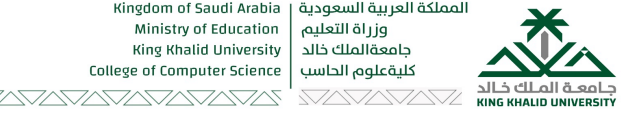 Kingdom of Saudi Arabia
Ministry of Education
King Khalid University
College of Computer Science
المملكة العربية السعودية
وزراة التعليم
جامعةالملك خالد
كليةعلوم الحاسب
جامعة الملك خالد
KING KHALID UNIVERSITY